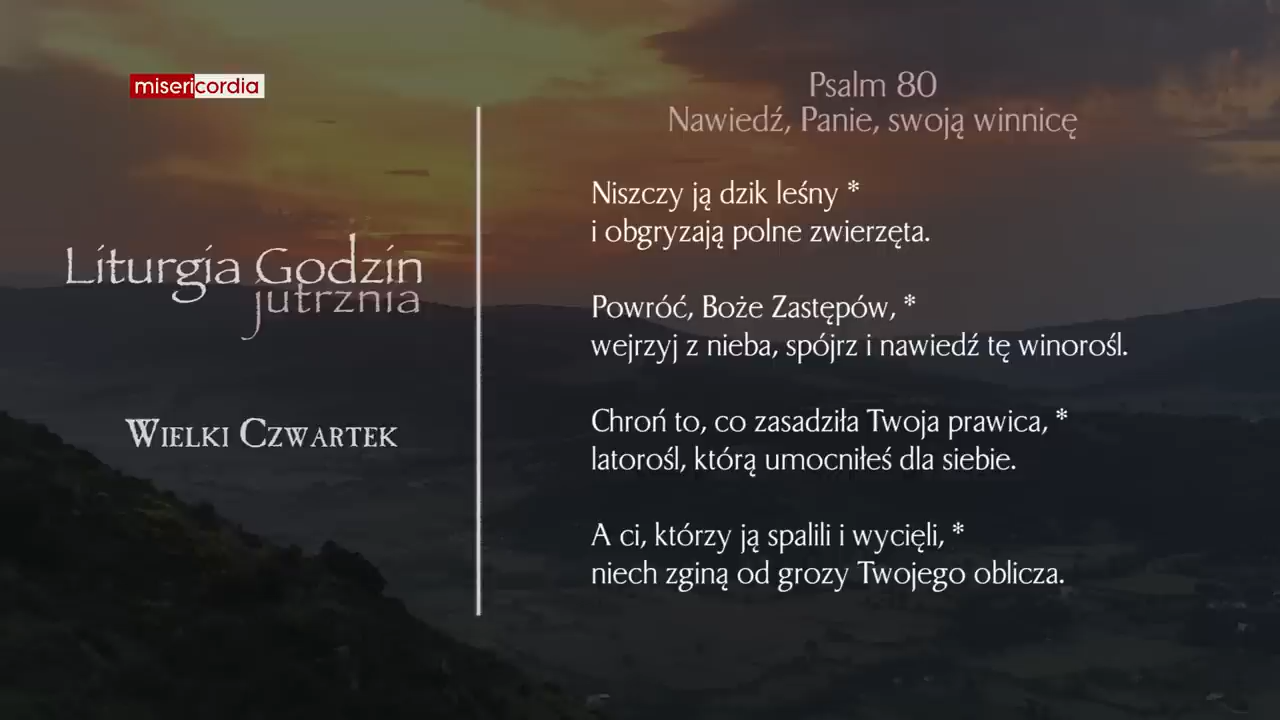 misericordia
Liturgia Godzin
jutrznia
Wielki Czwartek
Psalm 80
Nawiedź, Panie, swoją winnicę
Niszczy ją dzik leśny *
i obgryzają polne zwierzęta.
Powróć, Boże Zastępów, *
wejrzyj z nieba, spójrz i nawiedź tę winorośl.
Chroń to, co zasadziła Twoja prawica, *
latorośl, którą umocniłeś dla siebie.
A ci, którzy ją spalili i wycięli, *
niech zginą od grozy Twojego oblicza.